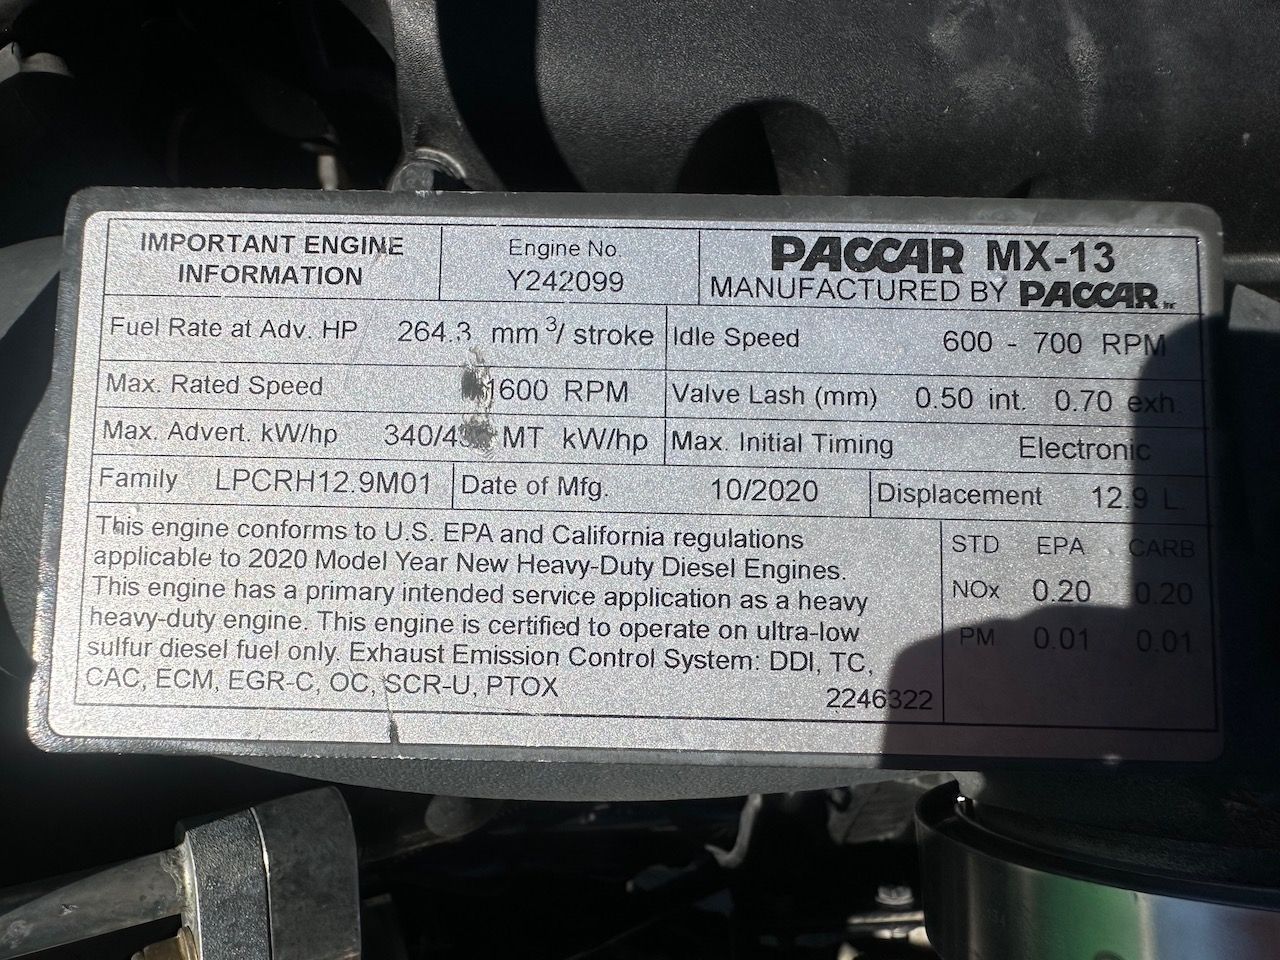 IMPORTANT ENGINE
INFORMATION
Engine No.
Y242099
PACCAR MX-13
MANUFACTURED BY PACCAR Inc
Fuel Rate at Adv. HP 264.3 mm³/ stroke
Idle Speed 600 - 700 RPM
Max. Rated Speed 1600 RPM
Valve Lash (mm) 0.50 int. 0.70 exh.
Max. Advert. kW/hp MT kW/hp
Max. Initial Timing Electronic
Family LPCRH12.9M01
Date of Mfg. 10/2020
Displacement 12.9 L.
This engine conforms to U.S. EPA and California regulations
applicable to 2020 Model Year New Heavy-Duty Diesel Engines.
This engine has a primary intended service application as a heavy
heavy-duty engine. This engine is certified to operate on ultra-low
sulfur diesel fuel only. Exhaust Emission Control System: DDI, TC,
CAC, ECM, EGR-C, OC, SCR-U, PTOX
2246322
STD EPA CARB
NOx 0.20 0.20
PM 0.01 0.01